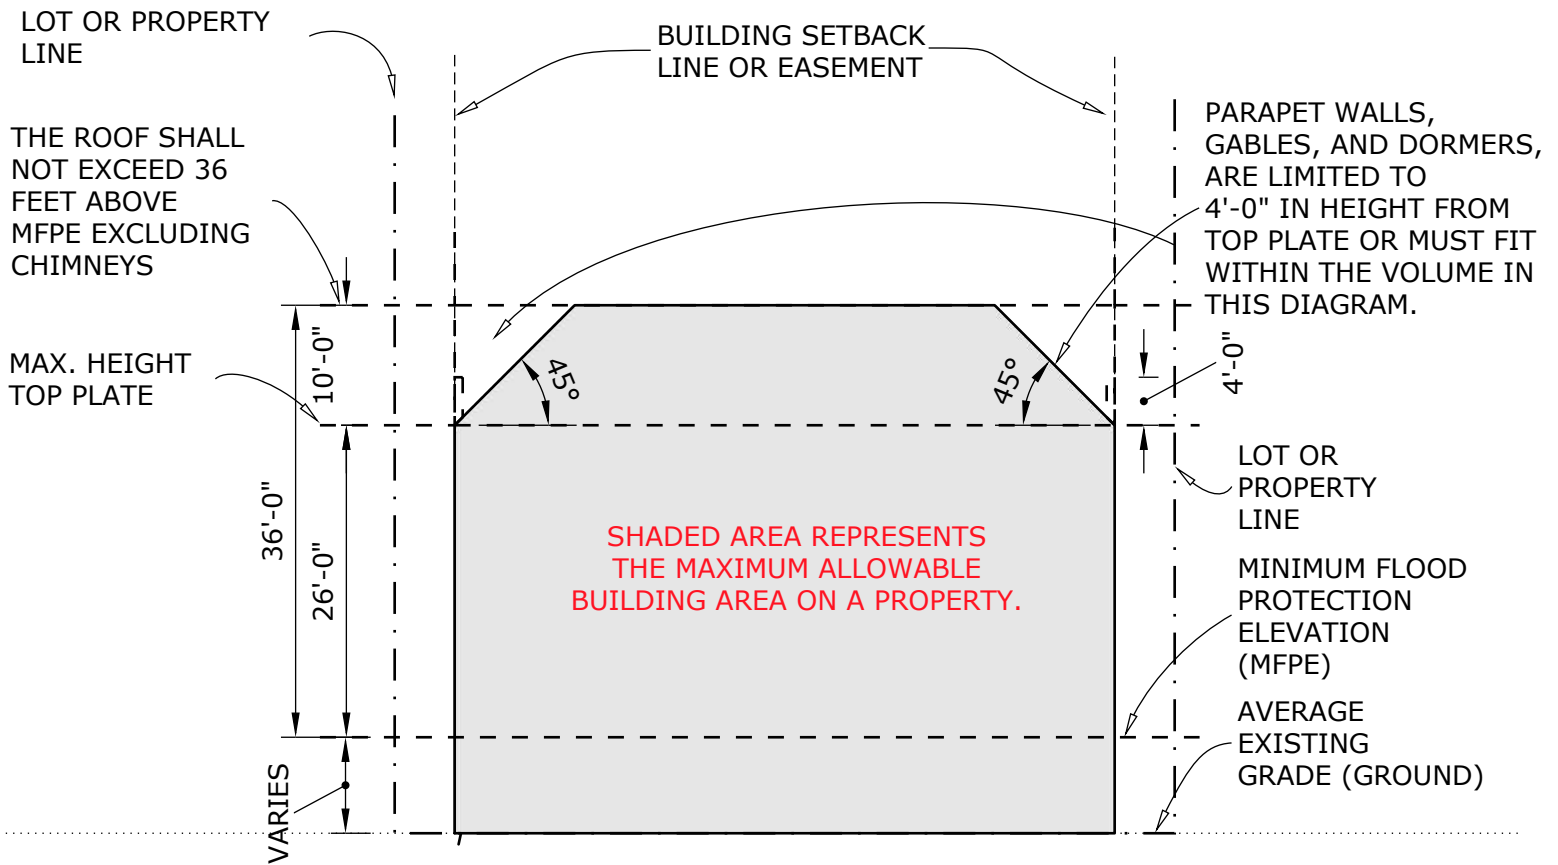 LOT OR PROPERTY
LINE
BUILDING SETBACK
LINE OR EASEMENT
THE ROOF SHALL
NOT EXCEED 36
FEET ABOVE
MFPE EXCLUDING
CHIMNEYS
PARAPET WALLS,
GABLES, AND DORMERS,
ARE LIMITED TO
4'-0" IN HEIGHT FROM
TOP PLATE OR MUST FIT
WITHIN THE VOLUME IN
THIS DIAGRAM.
MAX. HEIGHT
TOP PLATE
10'-0"
45°
45°
4'-0"
36'-0"
26'-0"
SHADED AREA REPRESENTS
THE MAXIMUM ALLOWABLE
BUILDING AREA ON A PROPERTY.
LOT OR
PROPERTY
LINE
MINIMUM FLOOD
PROTECTION
ELEVATION
(MFPE)
AVERAGE
EXISTING
GRADE (GROUND)
VARIES